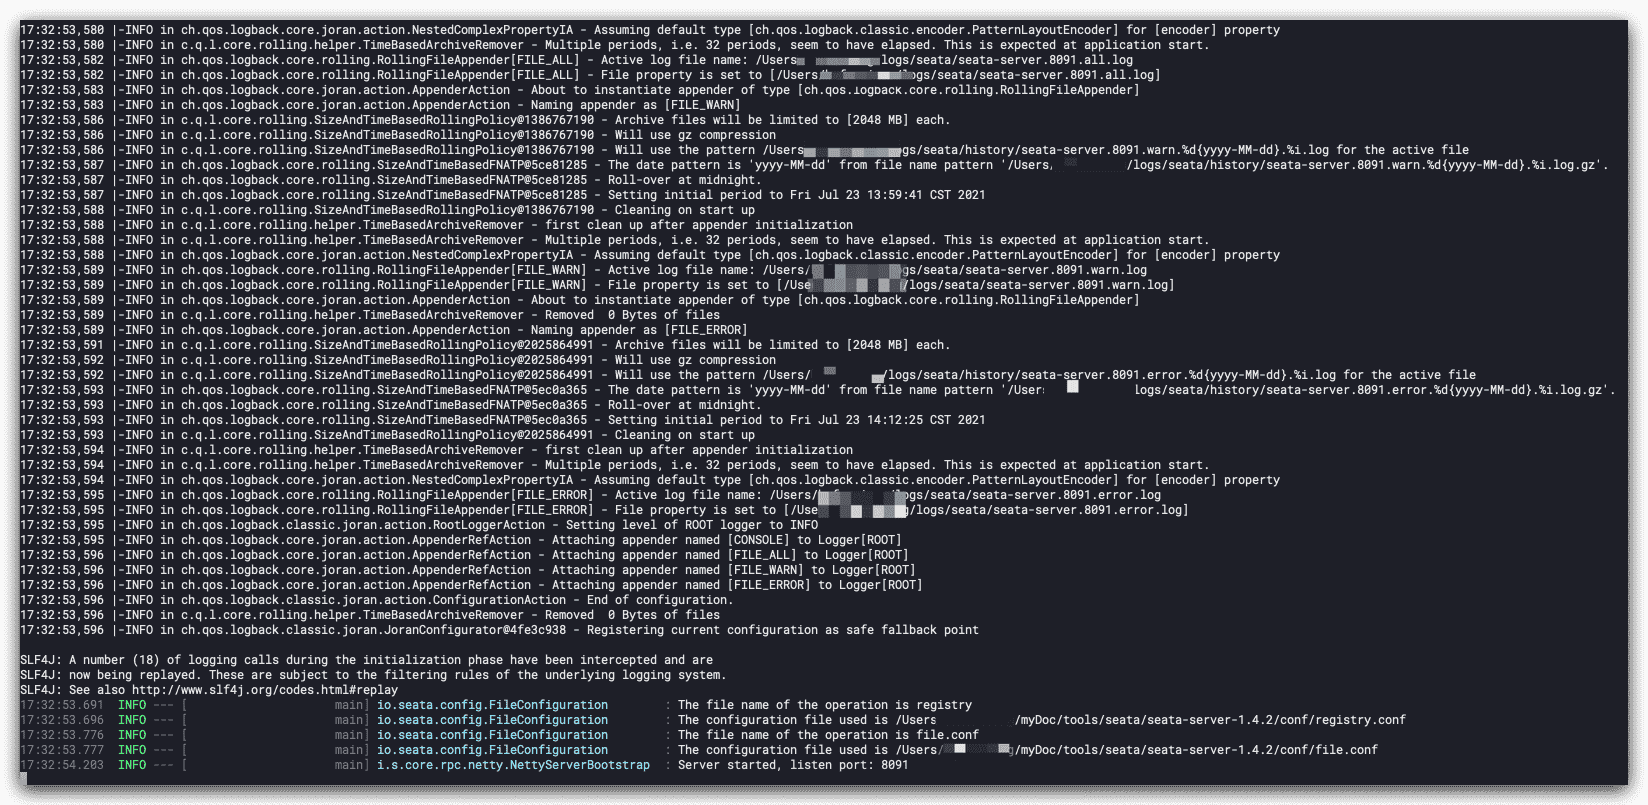 17:32:53,580 |-INFO in ch.qos.logback.core.joran.action.NestedComplexPropertyIA - Assuming default type [ch.qos.logback.classic.encoder.PatternLayoutEncoder] for [encoder] property
17:32:53,580 |-INFO in c.q.l.core.rolling.helper.TimeBasedArchiveRemover - Multiple periods, i.e. 32 periods, seem to have elapsed. This is expected at application start.
17:32:53,582 |-INFO in ch.qos.logback.core.rolling.RollingFileAppender[FILE_ALL] - Active log file name: /Users logs/seata/seata-server.8091.all.log
17:32:53,582 |-INFO in ch.qos.logback.core.rolling.RollingFileAppender[FILE_ALL] - File property is set to [/Users ogs/seata/seata-server.8091.all.log]
17:32:53,583 |-INFO in ch.qos.logback.core.joran.action.AppenderAction - About to instantiate appender of type [ch.qos.logback.core.rolling.RollingFileAppender]
17:32:53,583 |-INFO in ch.qos.logback.core.joran.action.AppenderAction - Naming appender as [FILE_WARN]
17:32:53,586 |-INFO in c.q.l.core.rolling.SizeAndTimeBasedRollingPolicy@1386767190 - Archive files will be limited to [2048 MB] each.
17:32:53,586 |-INFO in c.q.l.core.rolling.SizeAndTimeBasedRollingPolicy@1386767190 - Will use gz compression
17:32:53,586 |-INFO in c.q.l.core.rolling.SizeAndTimeBasedRollingPolicy@1386767190 - Will use the pattern /Users gs/seata/history/seata-server.8091.warn.%d{yyyy-MM-dd}.%i.log for the active file
17:32:53,587 |-INFO in ch.qos.logback.core.rolling.SizeAndTimeBasedFNATP@5ce81285 - The date pattern is 'yyyy-MM-dd' from file name pattern '/Users, /logs/seata/history/seata-server.8091.warn.%d{yyyy-MM-dd}.%i.log.gz'.
17:32:53,587 |-INFO in ch.qos.logback.core.rolling.SizeAndTimeBasedFNATP@5ce81285 - Roll-over at midnight.
17:32:53,587 |-INFO in ch.qos.logback.core.rolling.SizeAndTimeBasedFNATP@5ce81285 - Setting initial period to Fri Jul 23 13:59:41 CST 2021
17:32:53,588 |-INFO in c.q.l.core.rolling.SizeAndTimeBasedRollingPolicy@1386767190 - Cleaning on start up
17:32:53,588 |-INFO in c.q.l.core.rolling.helper.TimeBasedArchiveRemover - first clean up after appender initialization
17:32:53,588 |-INFO in c.q.l.core.rolling.helper.TimeBasedArchiveRemover - Multiple periods, i.e. 32 periods, seem to have elapsed. This is expected at application start.
17:32:53,588 |-INFO in ch.qos.logback.core.joran.action.NestedComplexPropertyIA - Assuming default type [ch.qos.logback.classic.encoder.PatternLayoutEncoder] for [encoder] property
17:32:53,589 |-INFO in ch.qos.logback.core.rolling.RollingFileAppender[FILE_WARN] - Active log file name: /Users/ gs/seata/seata-server.8091.warn.log
17:32:53,589 |-INFO in ch.qos.logback.core.rolling.RollingFileAppender[FILE_WARN] - File property is set to [/Use /logs/seata/seata-server.8091.warn.log]
17:32:53,589 |-INFO in ch.qos.logback.core.joran.action.AppenderAction - About to instantiate appender of type [ch.qos.logback.core.rolling.RollingFileAppender]
17:32:53,589 |-INFO in c.q.l.core.rolling.helper.TimeBasedArchiveRemover - Removed  0 Bytes of files
17:32:53,589 |-INFO in ch.qos.logback.core.joran.action.AppenderAction - Naming appender as [FILE_ERROR]
17:32:53,591 |-INFO in c.q.l.core.rolling.SizeAndTimeBasedRollingPolicy@2025864991 - Archive files will be limited to [2048 MB] each.
17:32:53,592 |-INFO in c.q.l.core.rolling.SizeAndTimeBasedRollingPolicy@2025864991 - Will use gz compression
17:32:53,592 |-INFO in c.q.l.core.rolling.SizeAndTimeBasedRollingPolicy@2025864991 - Will use the pattern /Users/ /logs/seata/history/seata-server.8091.error.%d{yyyy-MM-dd}.%i.log for the active file
17:32:53,593 |-INFO in ch.qos.logback.core.rolling.SizeAndTimeBasedFNATP@5ec0a365 - The date pattern is 'yyyy-MM-dd' from file name pattern '/User logs/seata/history/seata-server.8091.error.%d{yyyy-MM-dd}.%i.log.gz'.
17:32:53,593 |-INFO in ch.qos.logback.core.rolling.SizeAndTimeBasedFNATP@5ec0a365 - Roll-over at midnight.
17:32:53,593 |-INFO in ch.qos.logback.core.rolling.SizeAndTimeBasedFNATP@5ec0a365 - Setting initial period to Fri Jul 23 14:12:25 CST 2021
17:32:53,593 |-INFO in c.q.l.core.rolling.SizeAndTimeBasedRollingPolicy@2025864991 - Cleaning on start up
17:32:53,594 |-INFO in c.q.l.core.rolling.helper.TimeBasedArchiveRemover - first clean up after appender initialization
17:32:53,594 |-INFO in c.q.l.core.rolling.helper.TimeBasedArchiveRemover - Multiple periods, i.e. 32 periods, seem to have elapsed. This is expected at application start.
17:32:53,594 |-INFO in ch.qos.logback.core.joran.action.NestedComplexPropertyIA - Assuming default type [ch.qos.logback.classic.encoder.PatternLayoutEncoder] for [encoder] property
17:32:53,595 |-INFO in ch.qos.logback.core.rolling.RollingFileAppender[FILE_ERROR] - Active log file name: /Users/ ogs/seata/seata-server.8091.error.log
17:32:53,595 |-INFO in ch.qos.logback.core.rolling.RollingFileAppender[FILE_ERROR] - File property is set to [/Use /logs/seata/seata-server.8091.error.log]
17:32:53,595 |-INFO in ch.qos.logback.classic.joran.action.RootLoggerAction - Setting level of ROOT logger to INFO
17:32:53,595 |-INFO in ch.qos.logback.core.joran.action.AppenderRefAction - Attaching appender named [CONSOLE] to Logger[ROOT]
17:32:53,596 |-INFO in ch.qos.logback.core.joran.action.AppenderRefAction - Attaching appender named [FILE_ALL] to Logger[ROOT]
17:32:53,596 |-INFO in ch.qos.logback.core.joran.action.AppenderRefAction - Attaching appender named [FILE_WARN] to Logger[ROOT]
17:32:53,596 |-INFO in ch.qos.logback.core.joran.action.AppenderRefAction - Attaching appender named [FILE_ERROR] to Logger[ROOT]
17:32:53,596 |-INFO in ch.qos.logback.classic.joran.action.ConfigurationAction - End of configuration.
17:32:53,596 |-INFO in c.q.l.core.rolling.helper.TimeBasedArchiveRemover - Removed  0 Bytes of files
17:32:53,596 |-INFO in ch.qos.logback.classic.joran.JoranConfigurator@4fe3c938 - Registering current configuration as safe fallback point
SLF4J: A number (18) of logging calls during the initialization phase have been intercepted and are
SLF4J: now being replayed. These are subject to the filtering rules of the underlying logging system.
SLF4J: See also http://www.slf4j.org/codes.html#replay
17:32:53.691  INFO --- [                     main] io.seata.config.FileConfiguration        : The file name of the operation is registry
17:32:53.696  INFO --- [                     main] io.seata.config.FileConfiguration        : The configuration file used is /Users /myDoc/tools/seata/seata-server-1.4.2/conf/registry.conf
17:32:53.776  INFO --- [                     main] io.seata.config.FileConfiguration        : The file name of the operation is file.conf
17:32:53.777  INFO --- [                     main] io.seata.config.FileConfiguration        : The configuration file used is /Users/ /myDoc/tools/seata/seata-server-1.4.2/conf/file.conf
17:32:54.203  INFO --- [                     main] i.s.core.rpc.netty.NettyServerBootstrap  : Server started, listen port: 8091